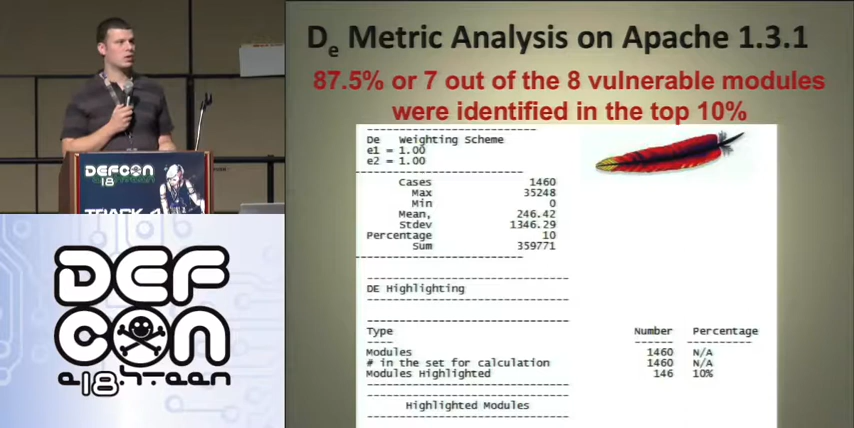 De Metric Analysis on Apache 1.3.1
87.5% or 7 out of the 8 vulnerable modules
were identified in the top 10%
De Weighting Scheme
e1 = 1.00
e2 = 1.00
Cases 1460
Max 35248
Min 0
Mean, 246.42
Stdev 1346.29
Percentage 10
Sum 359771
DE Highlighting
Type Number Percentage
Modules 1460 N/A
# in the set for calculation 1460 N/A
Modules Highlighted 146 10%
Highlighted Modules
DEFCON
18
TRACK 4
DEF
CON
e18hteen